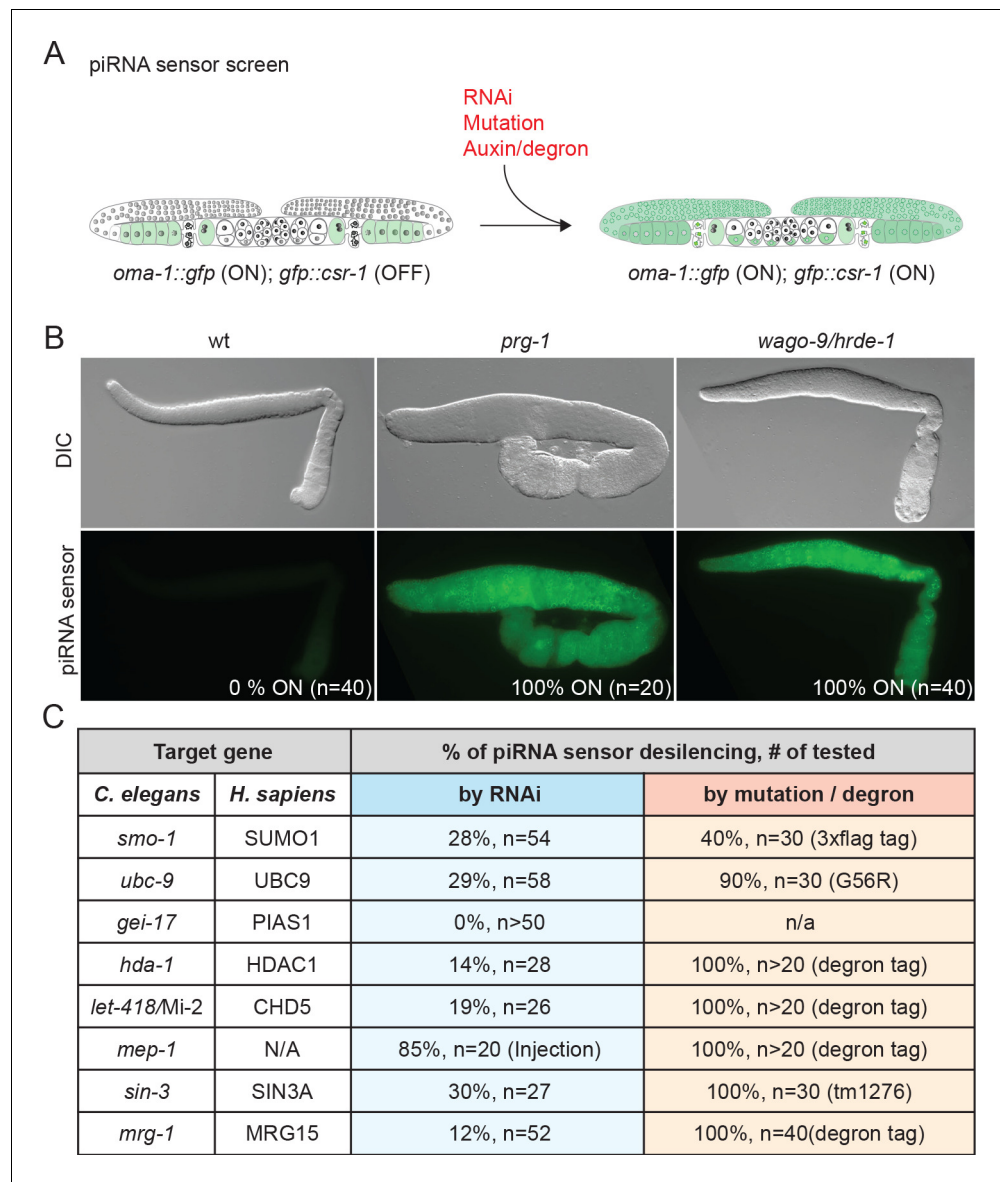 A
piRNA sensor screen
RNAi
Mutation
Auxin/degron
oma-1::gfp (ON); gfp::csr-1 (OFF)
oma-1::gfp (ON); gfp::csr-1 (ON)
B
wt
prg-1
wago-9/hrde-1
DIC
piRNA sensor
0 % ON (n=40)
100% ON (n=20)
100% ON (n=40)
C
Target gene
% of piRNA sensor desilencing, # of tested
C. elegans
H. sapiens
by RNAi
by mutation / degron
smo-1
SUMO1
28%, n=54
40%, n=30 (3xflag tag)
ubc-9
UBC9
29%, n=58
90%, n=30 (G56R)
gei-17
PIAS1
0%, n>50
n/a
hda-1
HDAC1
14%, n=28
100%, n>20 (degron tag)
let-418/Mi-2
CHD5
19%, n=26
100%, n>20 (degron tag)
mep-1
N/A
85%, n=20 (Injection)
100%, n>20 (degron tag)
sin-3
SIN3A
30%, n=27
100%, n=30 (tm1276)
mrg-1
MRG15
12%, n=52
100%, n=40(degron tag)